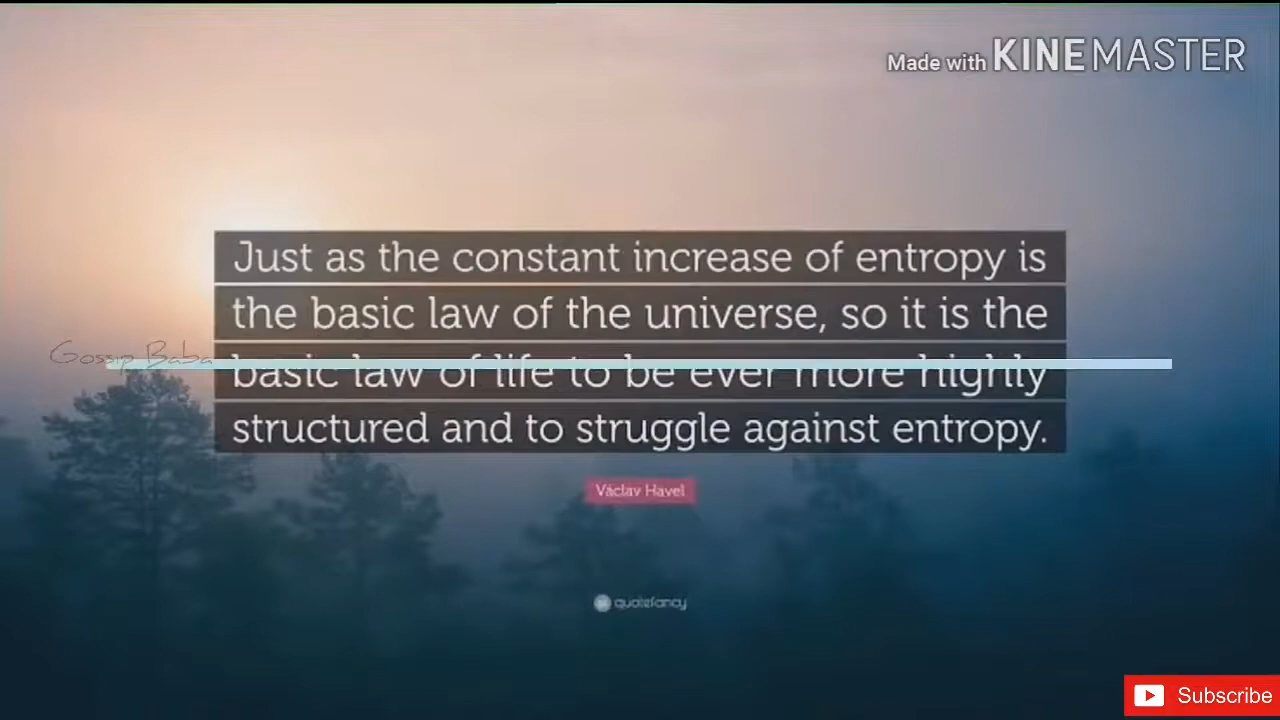 Made with KINEMASTER
Just as the constant increase of entropy is
the basic law of the universe, so it is the
Gossip Baba
basic law of life to be ever more highly
structured and to struggle against entropy.
Václav Havel
quotefancy
Subscribe